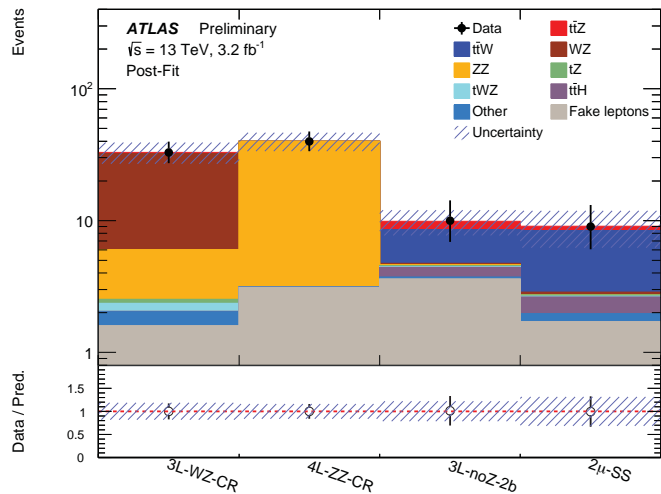 Events
ATLAS Preliminary
√s = 13 TeV, 3.2 fb⁻¹
Post-Fit
Data
tt̄Z
tt̄W
WZ
ZZ
tZ
tWZ
tt̄H
Other
Fake leptons
Uncertainty
10²
10
1
Data / Pred.
1.5
1
0.5
0
3L-WZ-CR
4L-ZZ-CR
3L-noZ-2b
2μ-SS